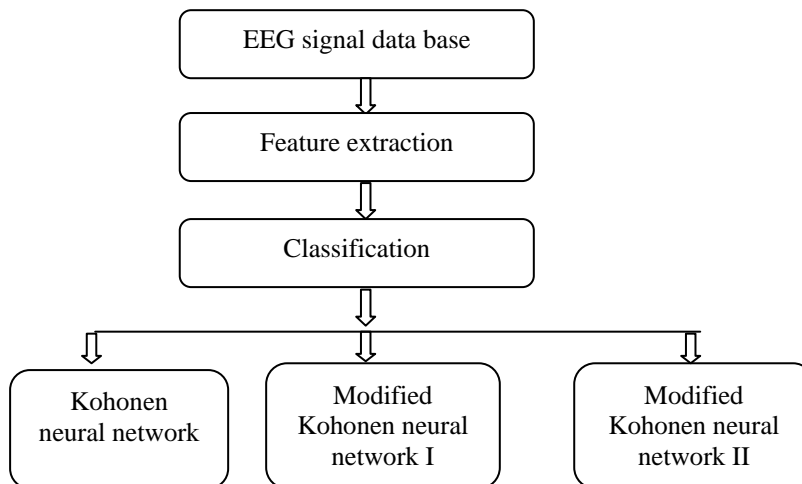 EEG signal data base
Feature extraction
Classification
Kohonen
neural network
Modified
Kohonen neural
network I
Modified
Kohonen neural
network II